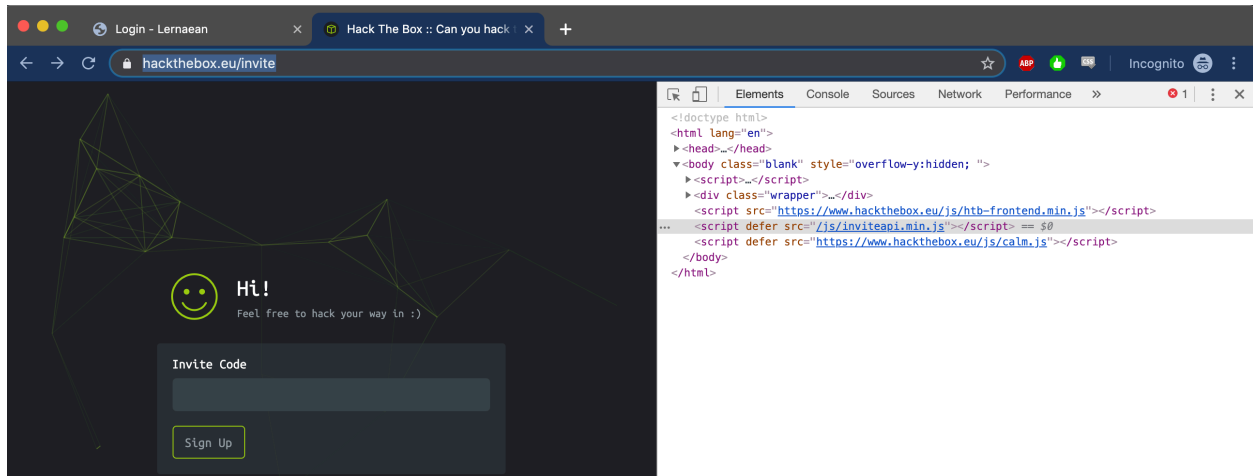 Login - Lernaean
Hack The Box :: Can you hack t
hackthebox.eu/invite
ABP
CSS
Incognito
Elements Console Sources Network Performance » 1
<!doctype html>
<html lang="en">
▶<head>…</head>
▼<body class="blank" style="overflow-y:hidden; ">
▶<script>…</script>
▶<div class="wrapper">…</div>
<script src="https://www.hackthebox.eu/js/htb-frontend.min.js"></script>
… <script defer src="/js/inviteapi.min.js"></script> == $0
<script defer src="https://www.hackthebox.eu/js/calm.js"></script>
</body>
</html>
Hi!
Feel free to hack your way in :)
Invite Code
Sign Up